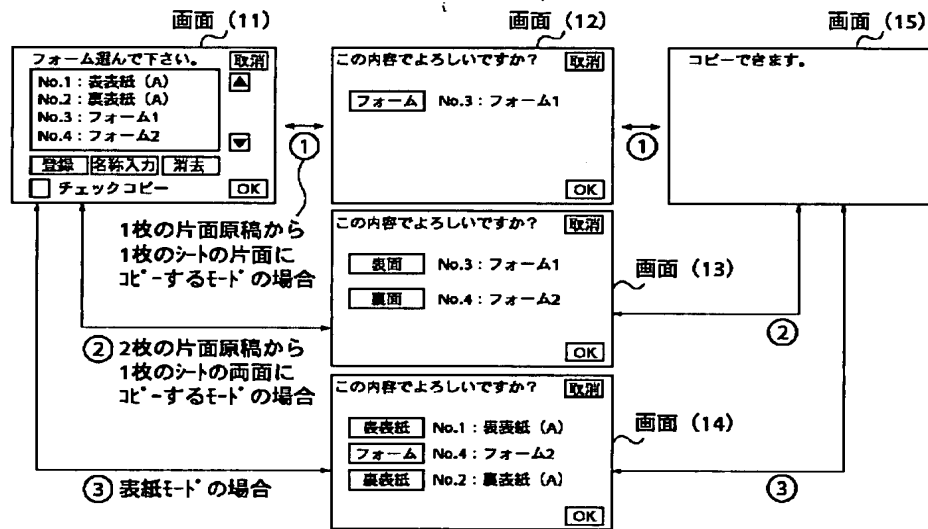 画面 (11)
フォーム選んで下さい。
取消
No.1：表表紙 (A)
No.2：裏表紙 (A)
No.3：フォーム1
No.4：フォーム2
▲
▼
登録
名称入力
消去
チェックコピー
OK
①
画面 (12)
この内容でよろしいですか？
取消
フォーム No.3：フォーム1
OK
①
画面 (15)
コピーできます。
1枚の片面原稿から
1枚のシートの片面に
コピーするモードの場合
この内容でよろしいですか？
取消
表面 No.3：フォーム1
裏面 No.4：フォーム2
OK
画面 (13)
②
② 2枚の片面原稿から
1枚のシートの両面に
コピーするモードの場合
この内容でよろしいですか？
取消
表表紙 No.1：表表紙 (A)
フォーム No.4：フォーム2
裏表紙 No.2：裏表紙 (A)
OK
画面 (14)
③
③ 表紙モードの場合